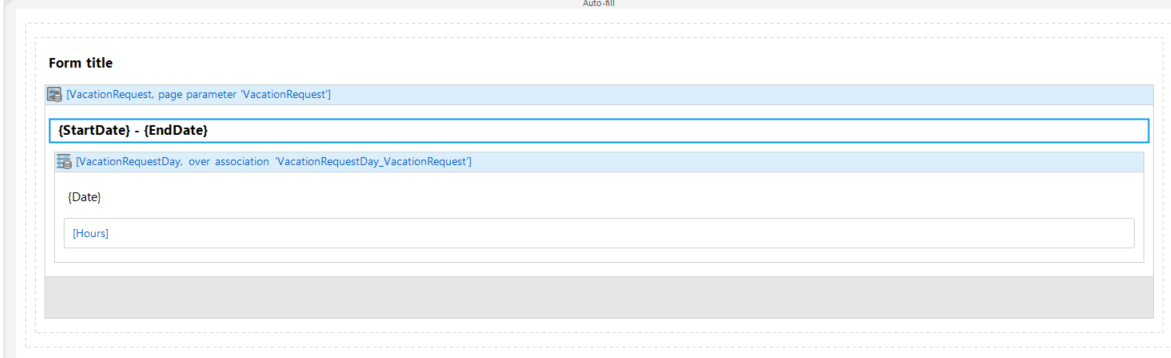 Auto-fill
Form title
[VacationRequest, page parameter 'VacationRequest']
{StartDate} - {EndDate}
[VacationRequestDay, over association 'VacationRequestDay_VacationRequest']
{Date}
[Hours]